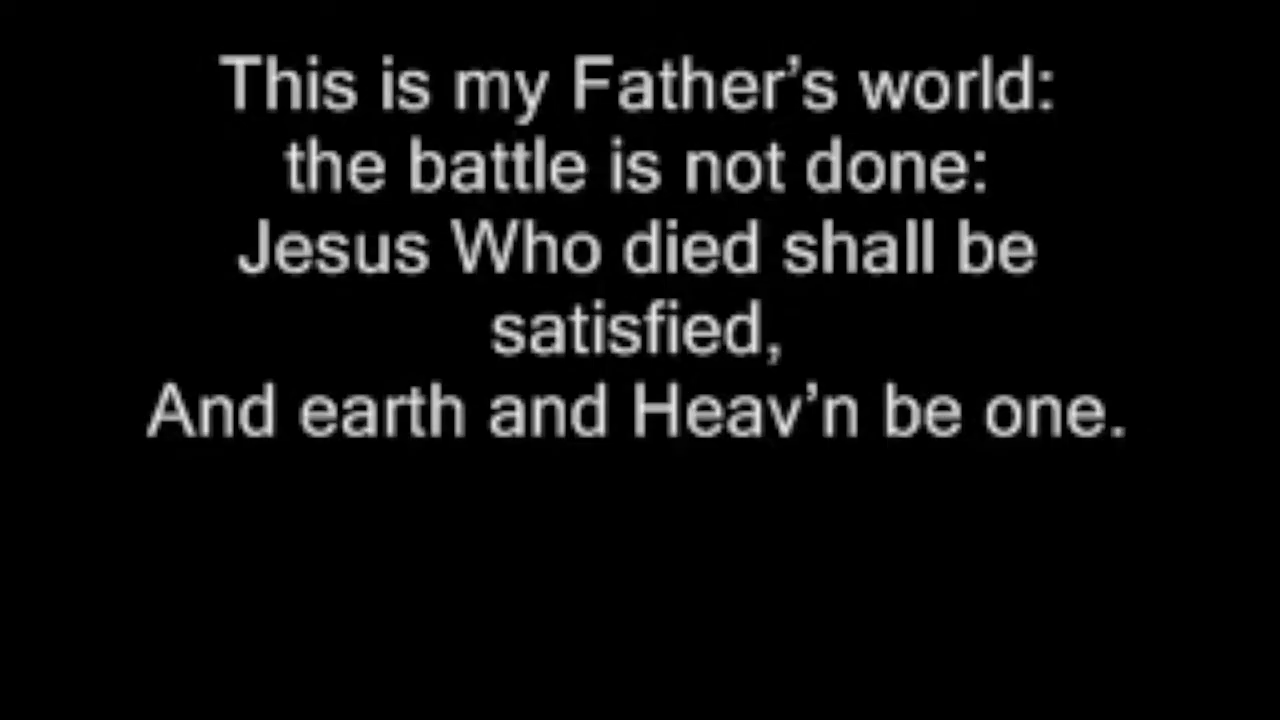 This is my Father’s world:
the battle is not done:
Jesus Who died shall be
satisfied,
And earth and Heav’n be one.